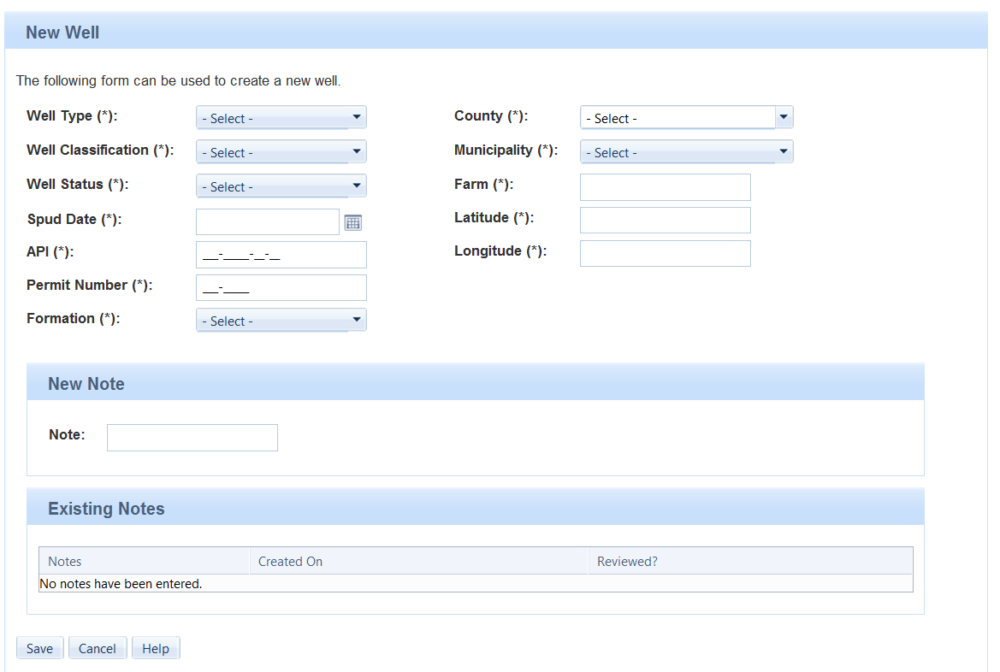 New Well
The following form can be used to create a new well.
Well Type (*): - Select -
County (*): - Select -
Well Classification (*): - Select -
Municipality (*): - Select -
Well Status (*): - Select -
Farm (*):
Spud Date (*):
Latitude (*):
API (*): __-____-_-_
Longitude (*):
Permit Number (*): __-____
Formation (*): - Select -
New Note
Note:
Existing Notes
Notes Created On Reviewed?
No notes have been entered.
Save Cancel Help